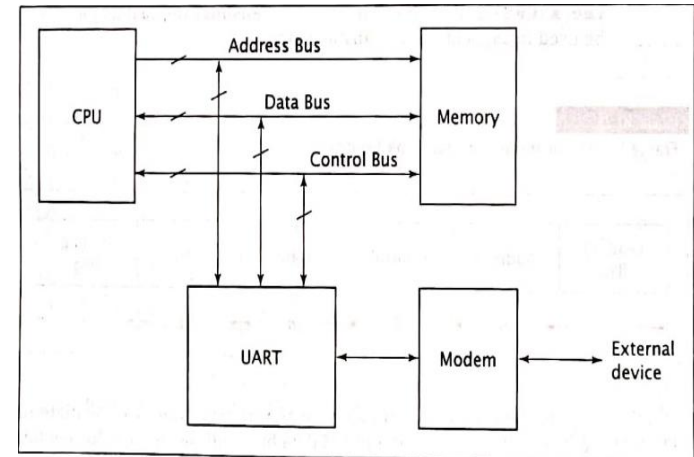 Address Bus
CPU
Data Bus
Memory
Control Bus
UART
Modem
External
device